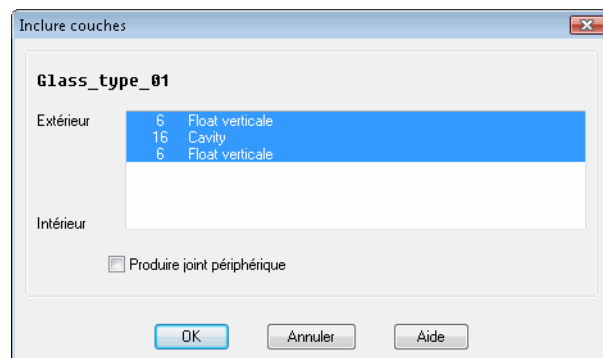 Inclure couches
Glass_type_01
Extérieur
6 Float verticale
16 Cavity
6 Float verticale
Intérieur
Produire joint périphérique
OK Annuler Aide